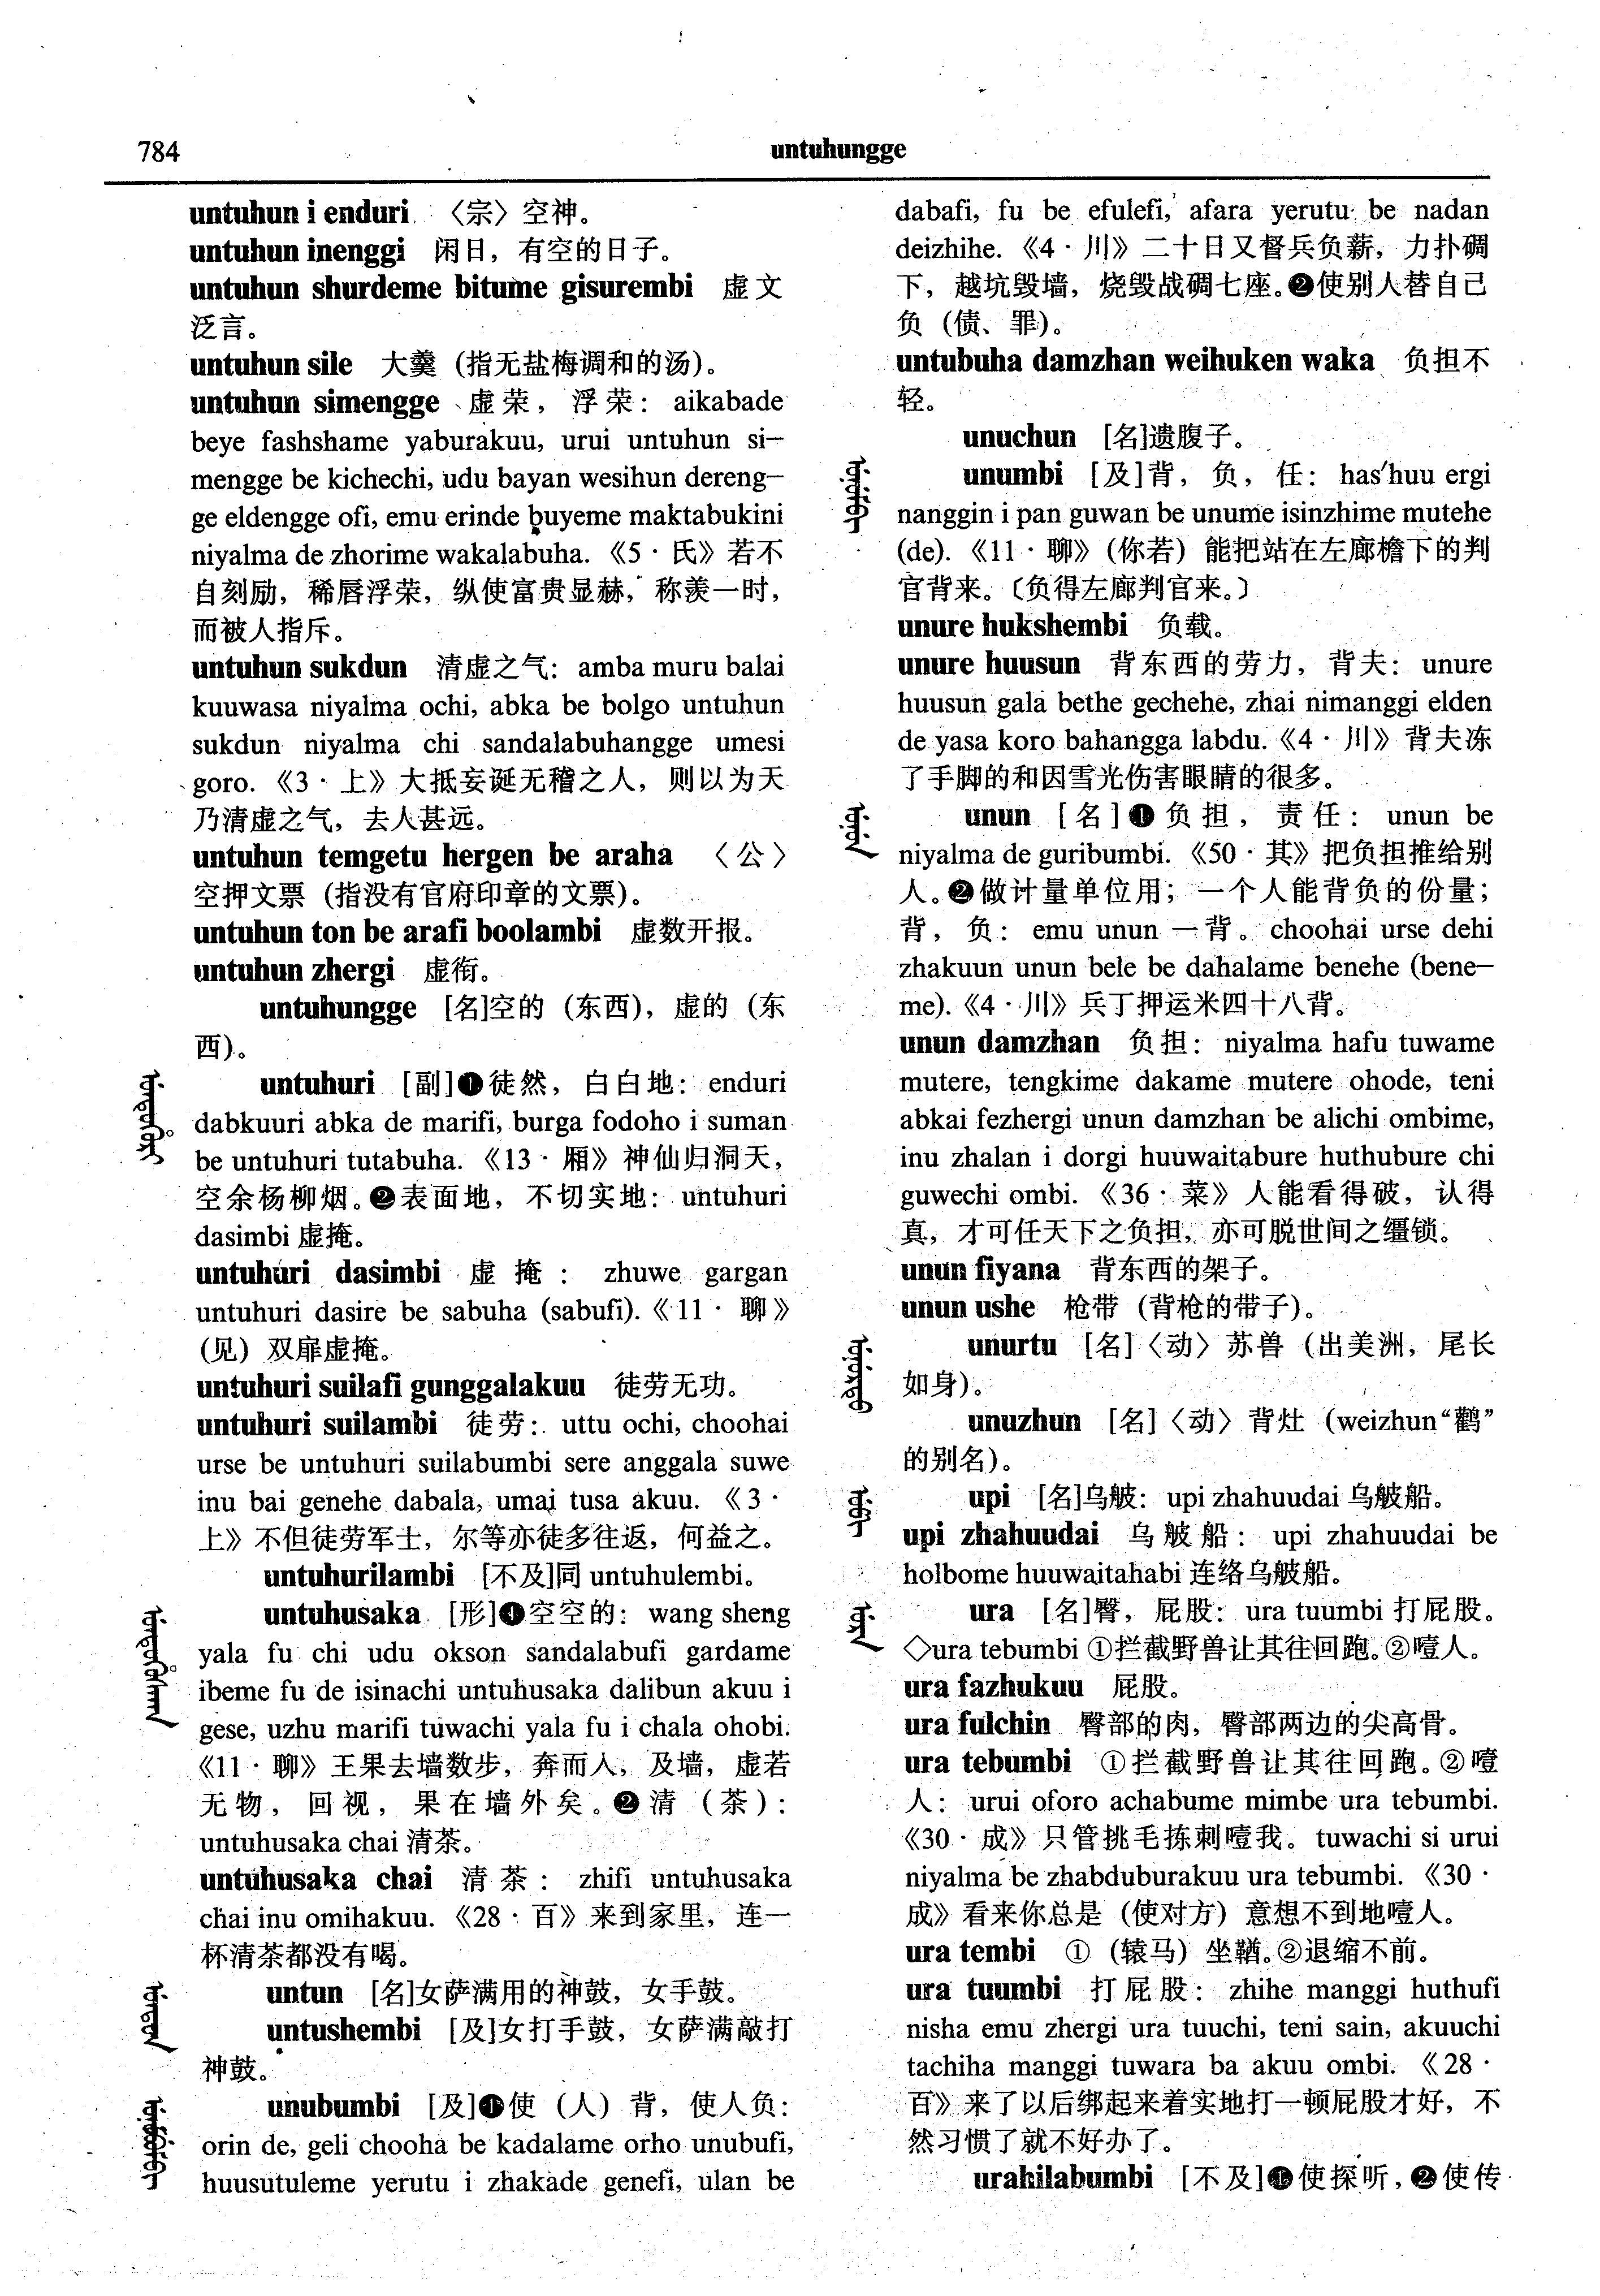 784
untuhungge
untuhun i enduri 〈宗〉空神。
untuhun inenggi 闲日，有空的日子。
untuhun shurdeme bitume gisurembi 虚文
泛言。
untuhun sile 大羹（指无盐梅调和的汤）。
untuhun simengge 虚荣，浮荣：aikabade
beye fashshame yaburakuu, urui untuhun si—
mengge be kichechi, udu bayan wesihun dereng—
ge eldengge ofi, emu erinde buyeme maktabukini
niyalma de zhorime wakalabuha.《5·氏》若不
自刻励，稀唇浮荣，纵使富贵显赫，称羡一时，
而被人指斥。
untuhun sukdun 清虚之气：amba muru balai
kuuwasa niyalma ochi, abka be bolgo untuhun
sukdun niyalma chi sandalabuhangge umesi
goro.《3·上》大抵妄诞无稽之人，则以为天
乃清虚之气，去人甚远。
untuhun temgetu hergen be araha 〈公〉
空押文票（指没有官府印章的文票）。
untuhun ton be arafi boolambi 虚数开报。
untuhun zhergi 虚衔。
untuhungge [名]空的（东西），虚的（东
西）。
untuhuri [副]❶徒然，白白地：enduri
dabkuuri abka de marifi, burga fodoho i suman
be untuhuri tutabuha.《13·厢》神仙归洞天，
空余杨柳烟。❷表面地，不切实地：untuhuri
dasimbi 虚掩。
untuhuri dasimbi 虚掩：zhuwe gargan
untuhuri dasire be sabuha (sabufi).《11·聊》
（见）双扉虚掩。
untuhuri suilafi gunggalakuu 徒劳无功。
untuhuri suilambi 徒劳：uttu ochi, choohai
urse be untuhuri suilabumbi sere anggala suwe
inu bai genehe dabala, umai tusa akuu.《3·
上》不但徒劳军士，尔等亦徒多往返，何益之。
untuhurilambi [不及]同 untuhulembi。
untuhusaka [形]❶空空的：wang sheng
yala fu chi udu okson sandalabufi gardame
ibeme fu de isinachi untuhusaka dalibun akuu i
gese, uzhu marifi tuwachi yala fu i chala ohobi.
《11·聊》王果去墙数步，奔而人，及墙，虚若
无物，回视，果在墙外矣。❷清（茶）：
untuhusaka chai 清茶。
untuhusaka chai 清茶：zhifi untuhusaka
chai inu omihakuu.《28·百》来到家里，连一
杯清茶都没有喝。
untun [名]女萨满用的神鼓，女手鼓。
untushembi [及]女打手鼓，女萨满敲打
神鼓。
unubumbi [及]❶使（人）背，使人负：
orin de, geli chooha be kadalame orho unubufi,
huusutuleme yerutu i zhakade genefi, ulan be
dabafi, fu be efulefi, afara yerutu be nadan
deizhihe.《4·川》二十日又督兵负薪，力扑碉
下，越坑毁墙，烧毁战碉七座。❷使别人替自己
负（债、罪）。
untubuha damzhan weihuken waka 负担不
轻。
unuchun [名]遗腹子。
unumbi [及]背，负，任：has'huu ergi
nanggin i pan guwan be unume isinzhime mutehe
(de).《11·聊》（你若）能把站在左廊檐下的判
官背来。〔负得左廊判官来。〕
unure hukshembi 负载。
unure huusun 背东西的劳力，背夫：unure
huusun gala bethe gechehe, zhai nimanggi elden
de yasa koro bahangga labdu.《4·川》背夫冻
了手脚的和因雪光伤害眼睛的很多。
unun [名]❶负担，责任：unun be
niyalma de guribumbi.《50·其》把负担推给别
人。❷做计量单位用；一个人能背负的份量；
背，负：emu unun 一背。choohai urse dehi
zhakuun unun bele be dahalame benehe (bene—
me).《4·川》兵丁押运米四十八背。
unun damzhan 负担：niyalma hafu tuwame
mutere, tengkime dakame mutere ohode, teni
abkai fezhergi unun damzhan be alichi ombime,
inu zhalan i dorgi huuwaitabure huthubure chi
guwechi ombi.《36·菜》人能看得破，认得
真，才可任天下之负担，亦可脱世间之缰锁。
unun fiyana 背东西的架子。
unun ushe 枪带（背枪的带子）。
unurtu [名]〈动〉苏兽（出美洲，尾长
如身）。
unuzhun [名]〈动〉背灶（weizhun“鹳”
的别名）。
upi [名]乌舨：upi zhahuudai 乌舨船。
upi zhahuudai 乌舨船：upi zhahuudai be
holbome huuwaitahabi 连络乌舨船。
ura [名]臀，屁股：ura tuumbi 打屁股。
◇ura tebumbi ①拦截野兽让其往回跑。②噎人。
ura fazhukuu 屁股。
ura fulchin 臀部的肉，臀部两边的尖高骨。
ura tebumbi ①拦截野兽让其往回跑。②噎
人：urui oforo achabume mimbe ura tebumbi.
《30·成》只管挑毛拣刺噎我。tuwachi si urui
niyalma be zhabduburakuu ura tebumbi.《30·
成》看来你总是（使对方）意想不到地噎人。
ura tembi ①（辕马）坐鞧。②退缩不前。
ura tuumbi 打屁股：zhihe manggi huthufi
nisha emu zhergi ura tuuchi, teni sain, akuuchi
tachiha manggi tuwara ba akuu ombi.《28·
百》来了以后绑起来着实地打一顿屁股才好，不
然习惯了就不好办了。
urahilabumbi [不及]❶使探听，❷使传